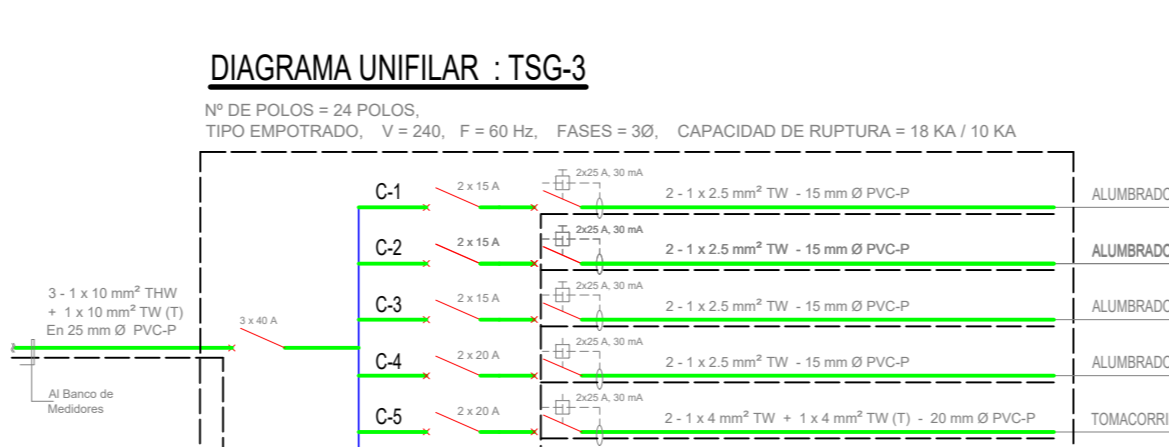 DIAGRAMA UNIFILAR : TSG-3
Nº DE POLOS = 24 POLOS,
TIPO EMPOTRADO, V = 240, F = 60 Hz, FASES = 3Ø, CAPACIDAD DE RUPTURA = 18 KA / 10 KA
C-1 2 x 15 A 2x25 A, 30 mA 2 - 1 x 2.5 mm² TW - 15 mm Ø PVC-P ALUMBRADO
C-2 2 x 15 A 2x25 A, 30 mA 2 - 1 x 2.5 mm² TW - 15 mm Ø PVC-P ALUMBRADO
C-3 2 x 15 A 2x25 A, 30 mA 2 - 1 x 2.5 mm² TW - 15 mm Ø PVC-P ALUMBRADO
3 - 1 x 10 mm² THW
+ 1 x 10 mm² TW (T)
En 25 mm Ø PVC-P
3 x 40 A
C-4 2 x 20 A 2x25 A, 30 mA 2 - 1 x 2.5 mm² TW - 15 mm Ø PVC-P ALUMBRADO
Al Banco de
Medidores
C-5 2 x 20 A 2x25 A, 30 mA 2 - 1 x 4 mm² TW + 1 x 4 mm² TW (T) - 20 mm Ø PVC-P TOMACORRI